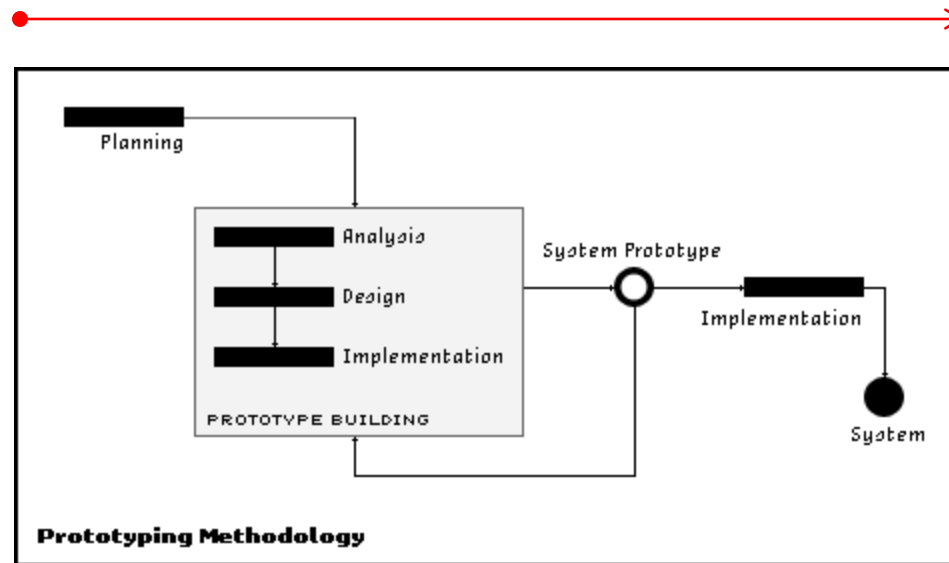 Planning
Analysis
System Prototype
Design
Implementation
Implementation
PROTOTYPE BUILDING
System
Prototyping Methodology